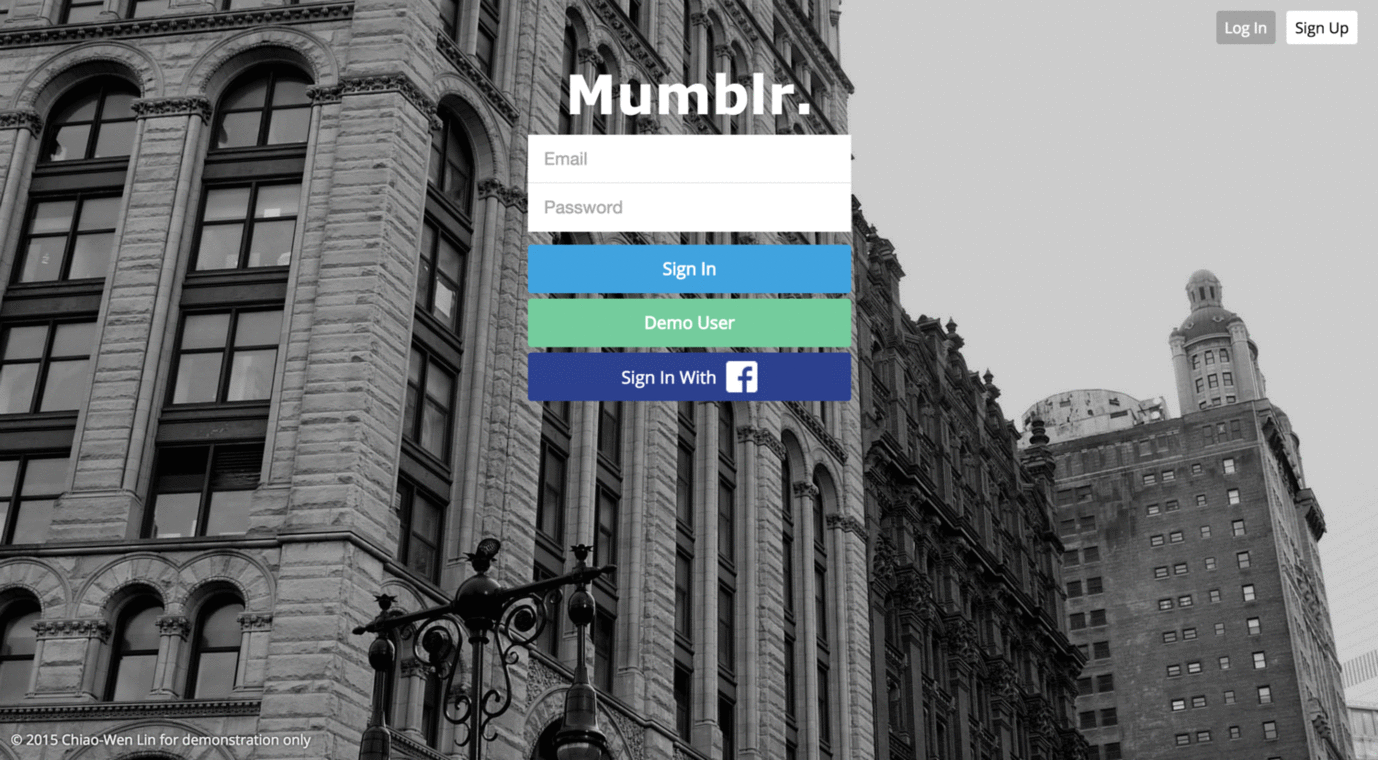 Log In
Sign Up
Mumblr.
Email
Password
Sign In
Demo User
Sign In With
© 2015 Chiao-Wen Lin for demonstration only